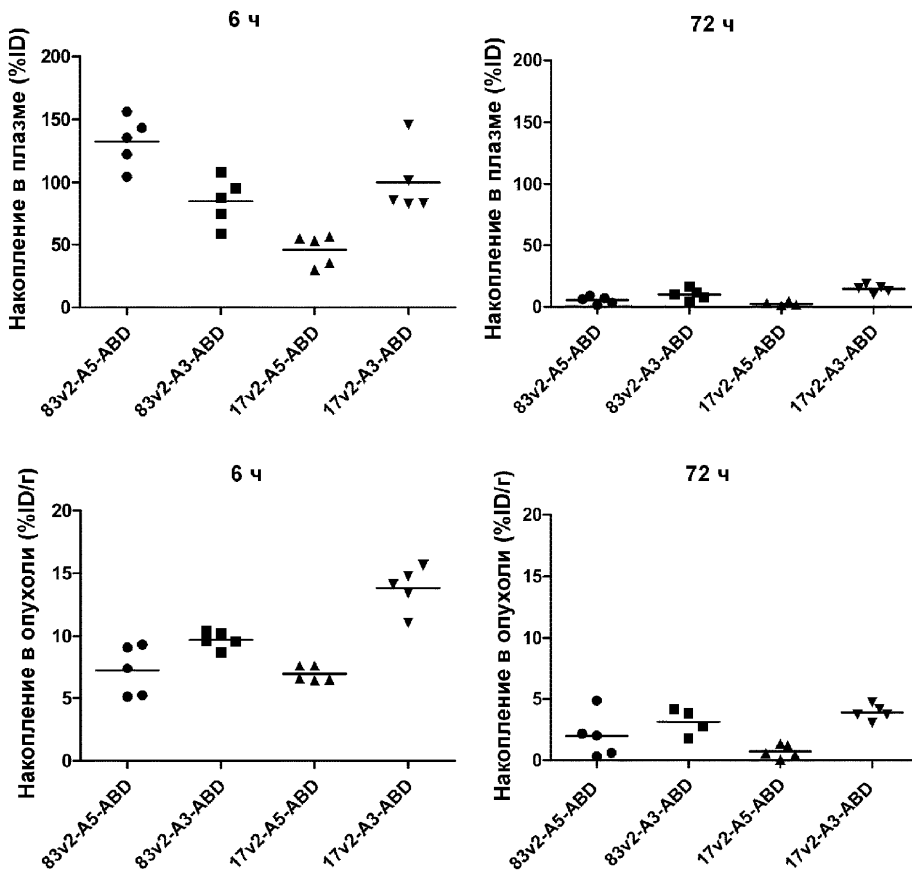 6 ч
Накопление в плазме (%ID)
200
150
100
50
0
83v2-A5-ABD
83v2-A3-ABD
17v2-A5-ABD
17v2-A3-ABD
72 ч
Накопление в плазме (%ID)
200
150
100
50
0
83v2-A5-ABD
83v2-A3-ABD
17v2-A5-ABD
17v2-A3-ABD
6 ч
Накопление в опухоли (%ID/г)
20
15
10
5
0
83v2-A5-ABD
83v2-A3-ABD
17v2-A5-ABD
17v2-A3-ABD
72 ч
Накопление в опухоли (%ID/г)
20
15
10
5
0
83v2-A5-ABD
83v2-A3-ABD
17v2-A5-ABD
17v2-A3-ABD